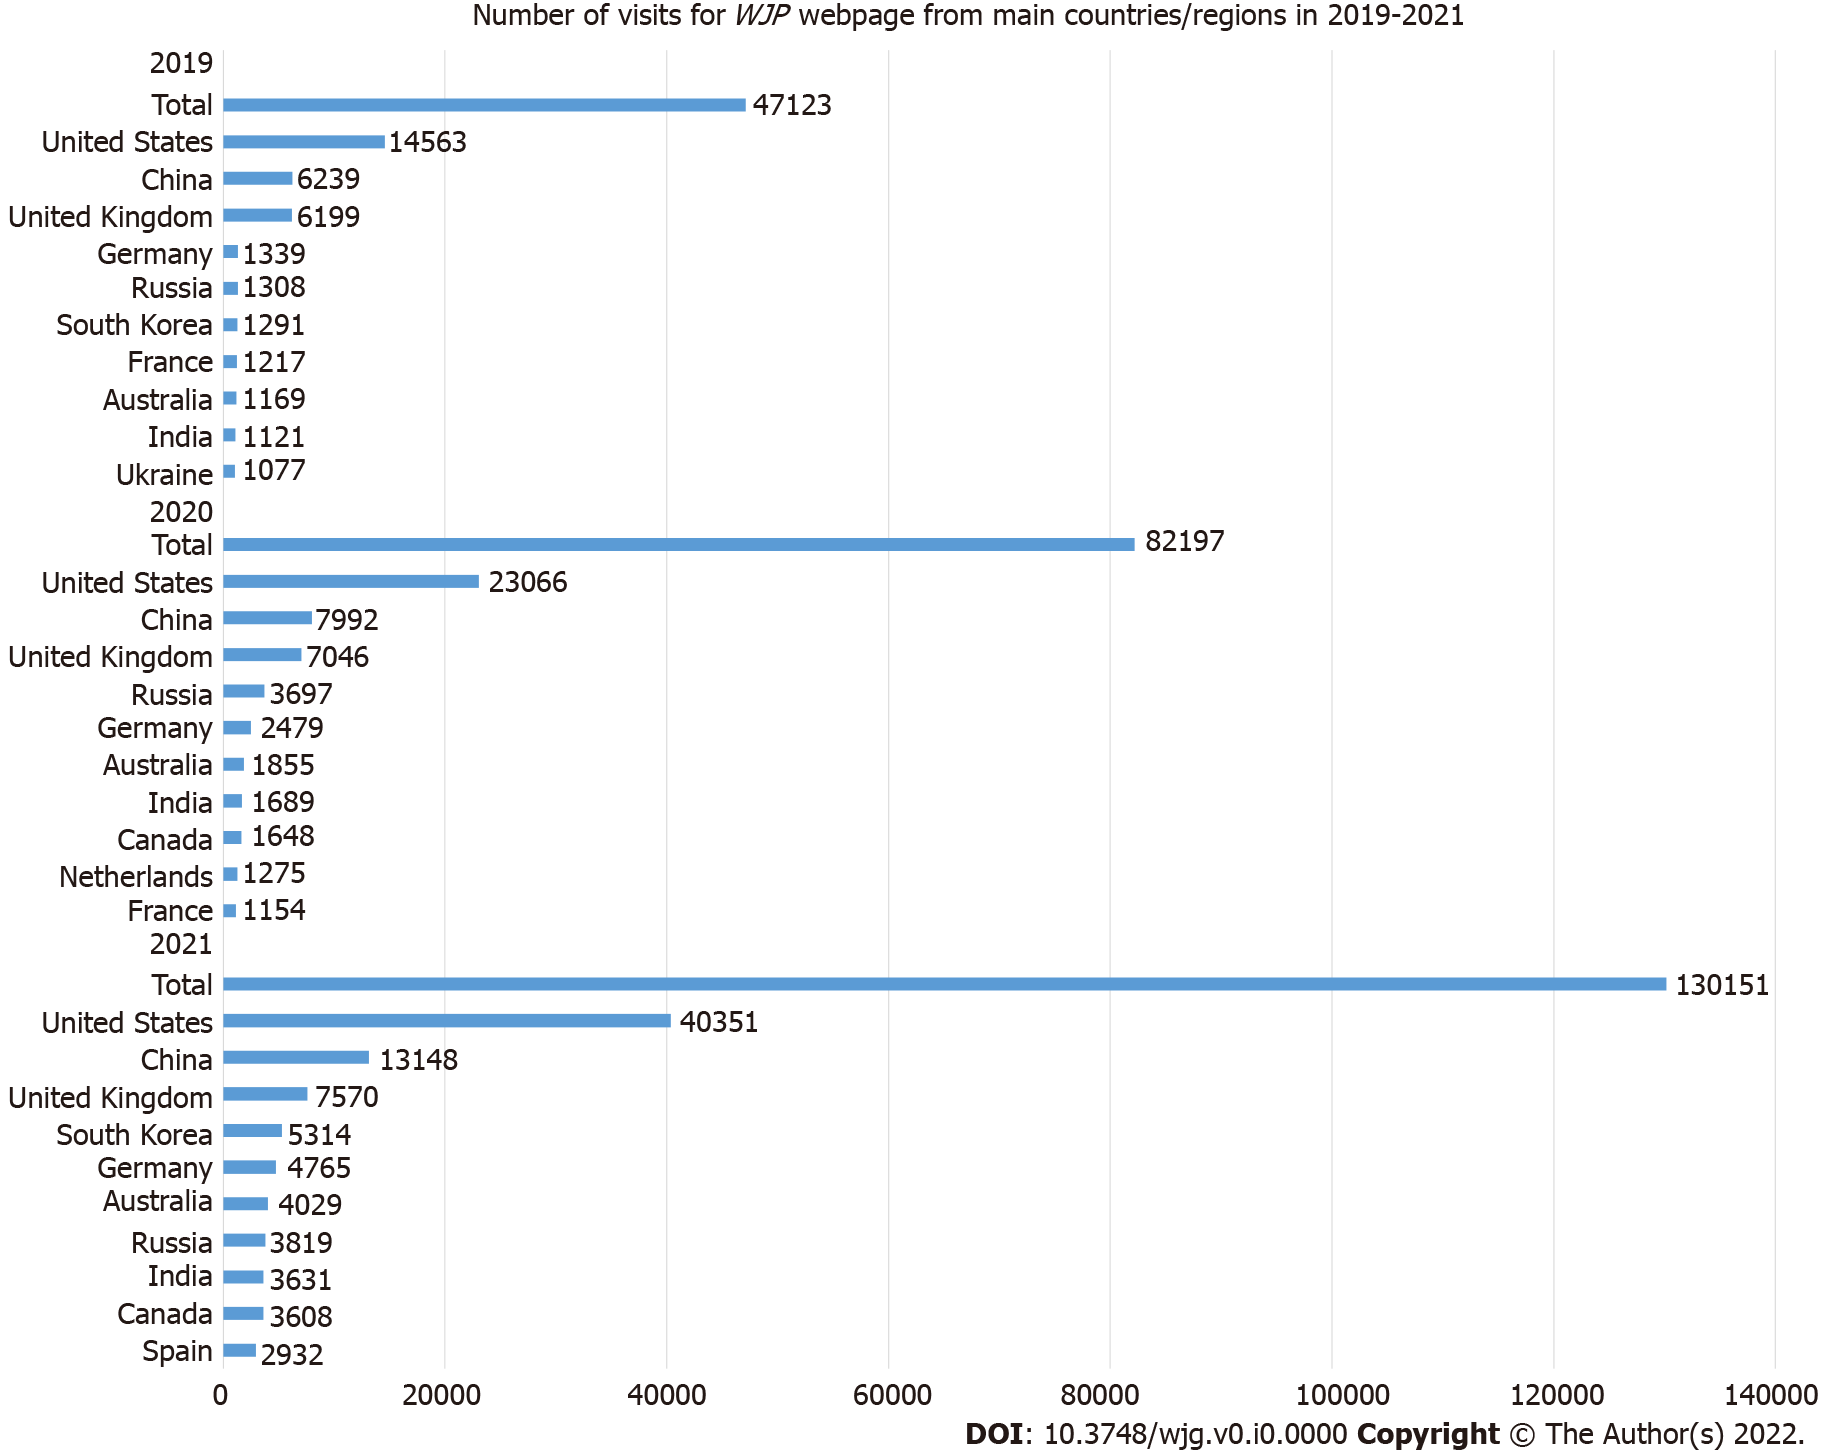 Number of visits for WJP webpage from main countries/regions in 2019-2021
2019
Total 47123
United States 14563
China 6239
United Kingdom 6199
Germany 1339
Russia 1308
South Korea 1291
France 1217
Australia 1169
India 1121
Ukraine 1077
2020
Total 82197
United States 23066
China 7992
United Kingdom 7046
Russia 3697
Germany 2479
Australia 1855
India 1689
Canada 1648
Netherlands 1275
France 1154
2021
Total 130151
United States 40351
China 13148
United Kingdom 7570
South Korea 5314
Germany 4765
Australia 4029
Russia 3819
India 3631
Canada 3608
Spain 2932
0 20000 40000 60000 80000 100000 120000 140000
DOI: 10.3748/wjg.v0.i0.0000 Copyright © The Author(s) 2022.